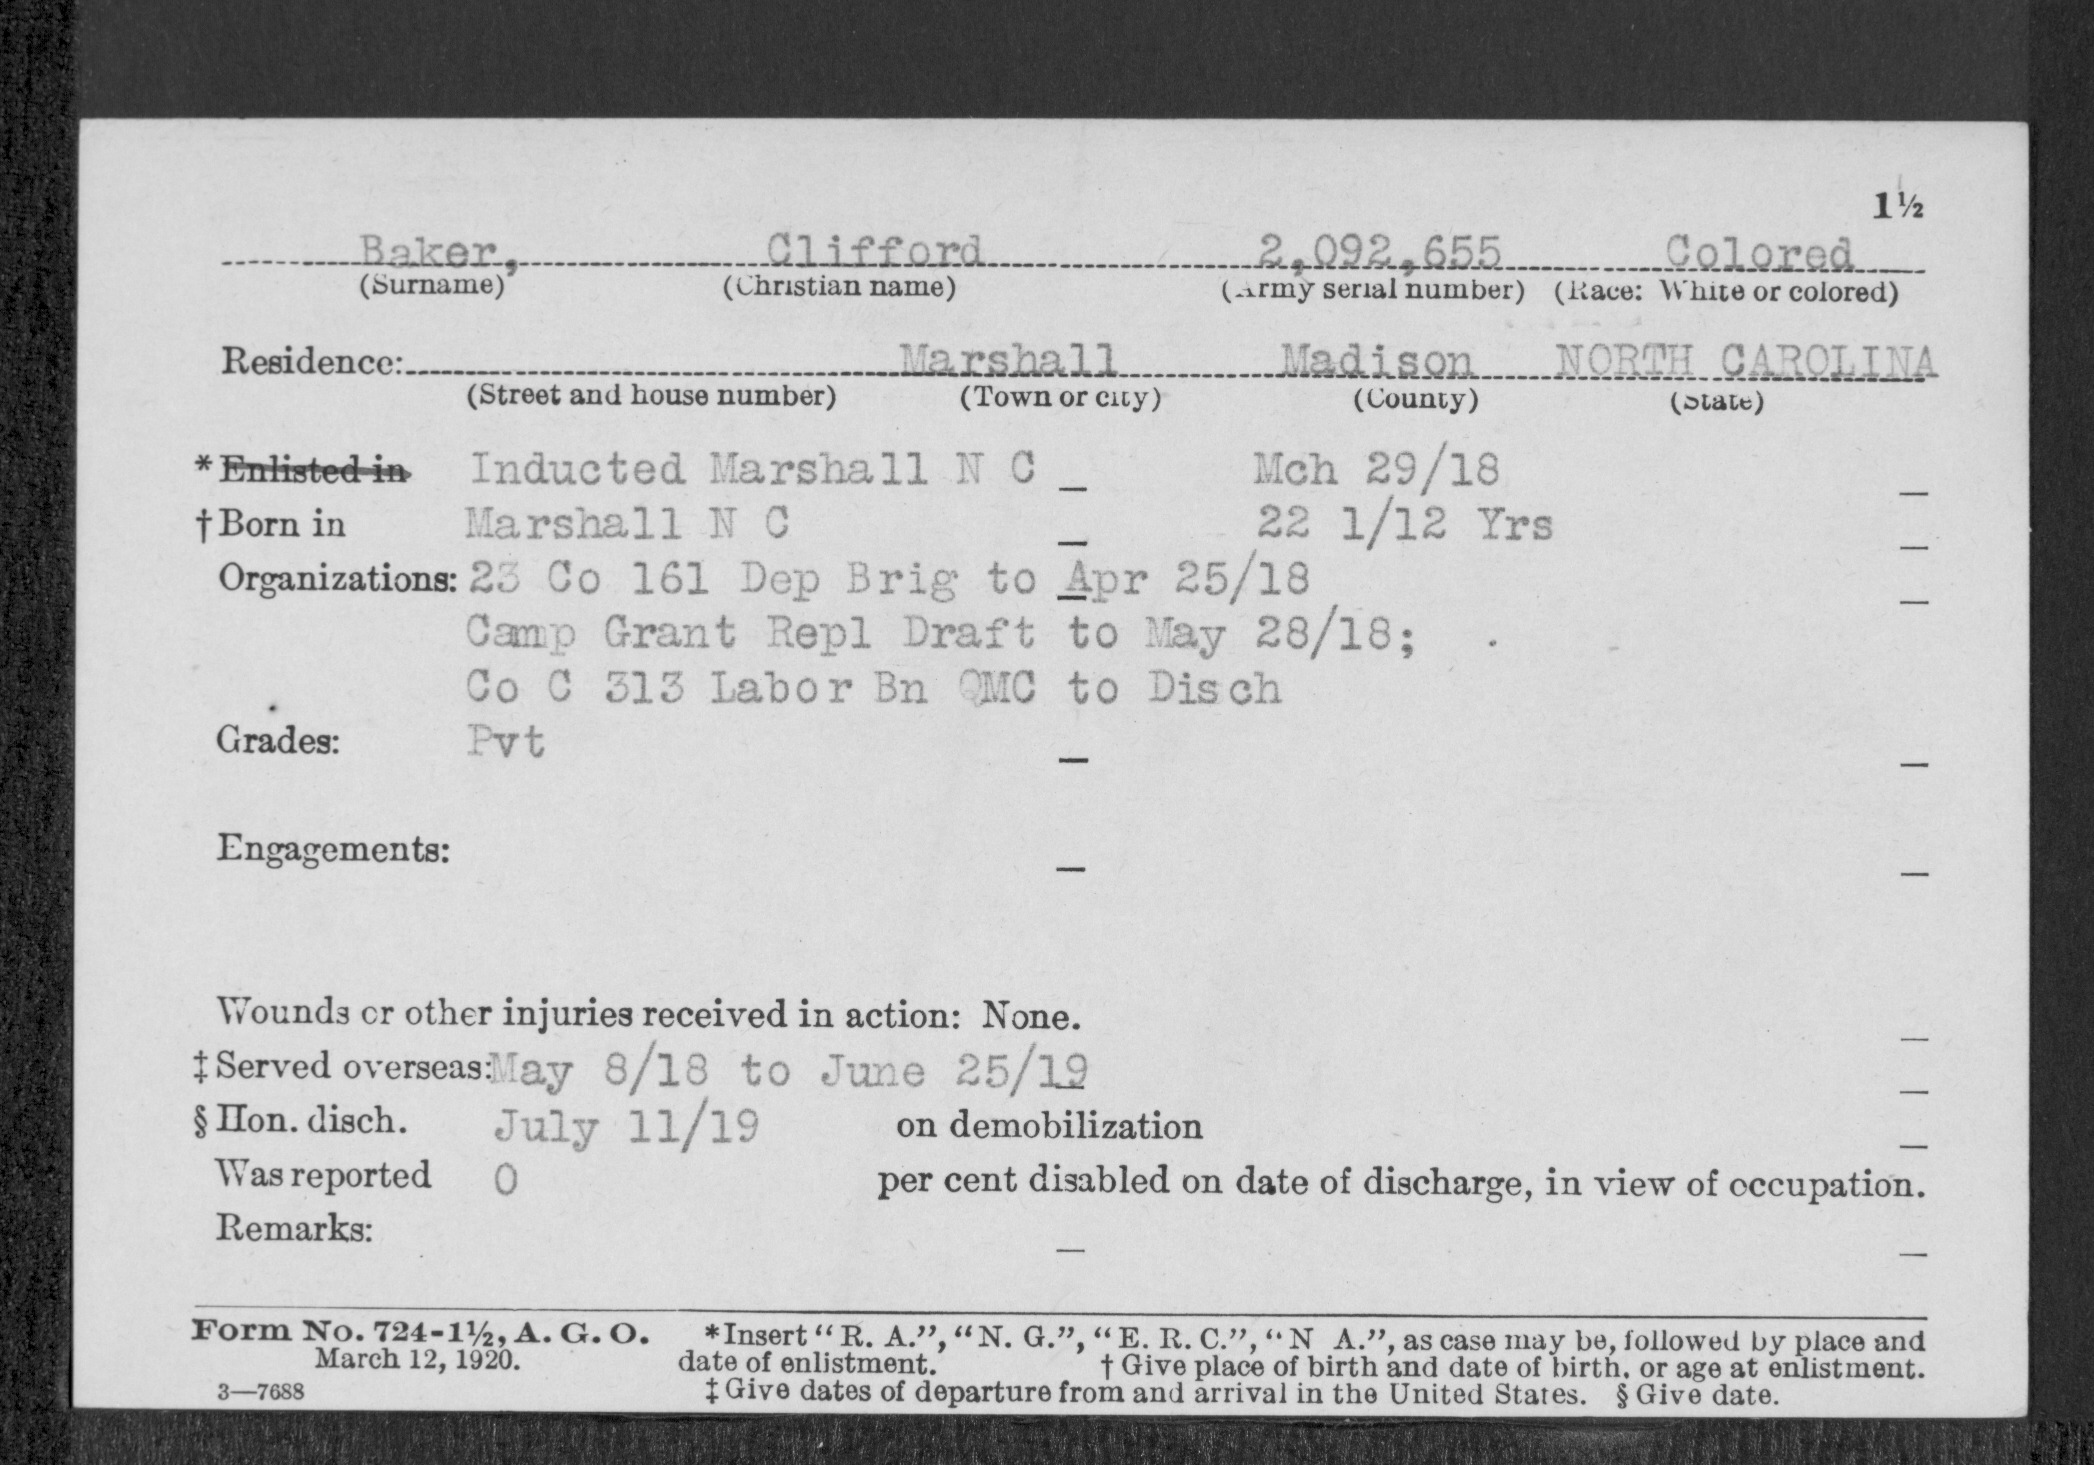 1½
Baker, Clifford 2,092,655 Colored
(Surname) (Christian name) (Army serial number) (Race: White or colored)
Residence: Marshall Madison NORTH CAROLINA
(Street and house number) (Town or city) (County) (State)
* Enlisted in Inducted Marshall N C _ Mch 29/18 _
† Born in Marshall N C _ 22 1/12 Yrs _
Organizations: 23 Co 161 Dep Brig to Apr 25/18 _
Camp Grant Repl Draft to May 28/18; .
Co C 313 Labor Bn QMC to Disch
Grades: Pvt _ _
Engagements: _ _
Wounds or other injuries received in action: None. _
‡ Served overseas: May 8/18 to June 25/19 _
§ Hon. disch. July 11/19 on demobilization _
Was reported 0 per cent disabled on date of discharge, in view of occupation.
Remarks: _ _
Form No. 724-1½, A. G. O. *Insert "R. A.", "N. G.", "E. R. C.", "N A.", as case may be, followed by place and
March 12, 1920. date of enlistment. † Give place of birth and date of birth, or age at enlistment.
3—7688 ‡ Give dates of departure from and arrival in the United States. § Give date.